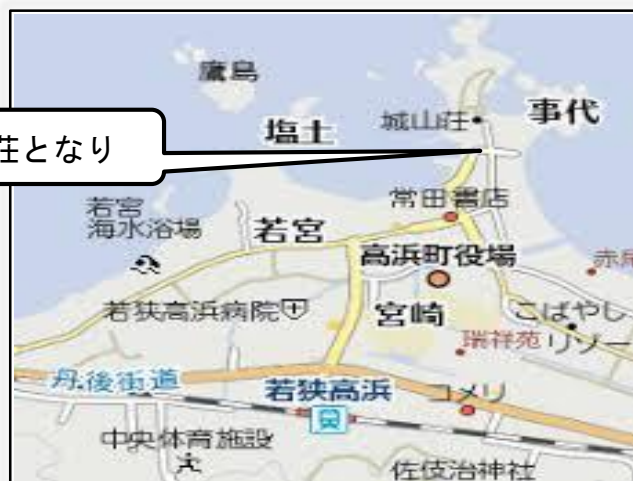 鷹島
城山荘
事代
荘となり
塩土
常田書店
若宮
海水浴場
若宮
高浜町役場
赤尾
若狭高浜病院
宮崎
こばやし
瑞祥苑
リゾー
丹後街道
若狭高浜
コメリ
中央体育施設
佐伎治神社